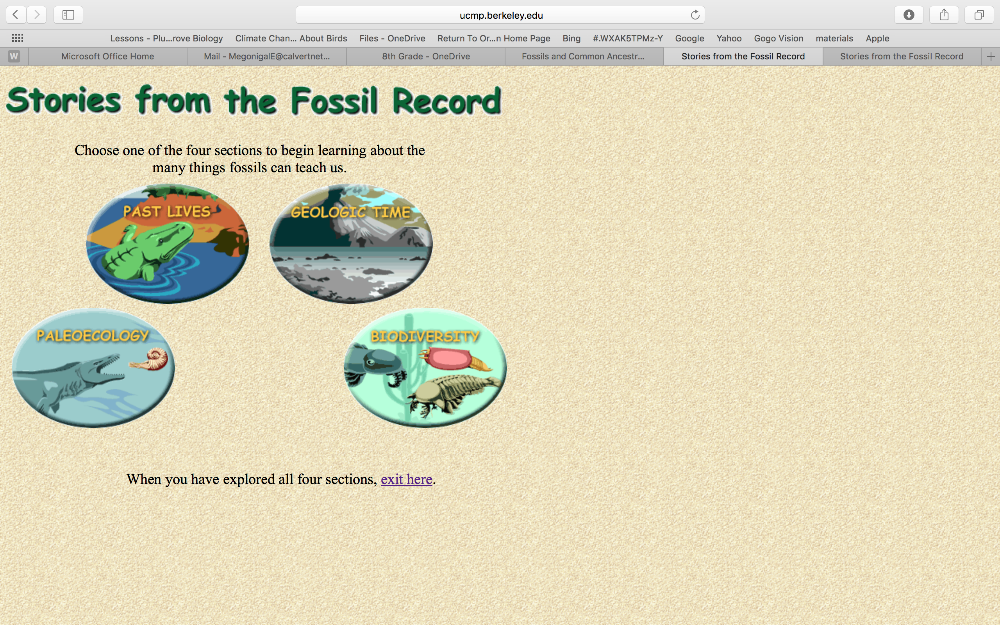 ucmp.berkeley.edu
Lessons - Plu...rove Biology Climate Chan... About Birds Files - OneDrive Return To Or...n Home Page Bing #.WXAK5TPMz-Y Google Yahoo Gogo Vision materials Apple
W Microsoft Office Home Mail - MegonigalE@calvertnet... 8th Grade - OneDrive Fossils and Common Ancestr... Stories from the Fossil Record Stories from the Fossil Record
Stories from the Fossil Record
Choose one of the four sections to begin learning about the
many things fossils can teach us.
PAST LIVES GEOLOGIC TIME
PALEOECOLOGY BIODIVERSITY
When you have explored all four sections, exit here.